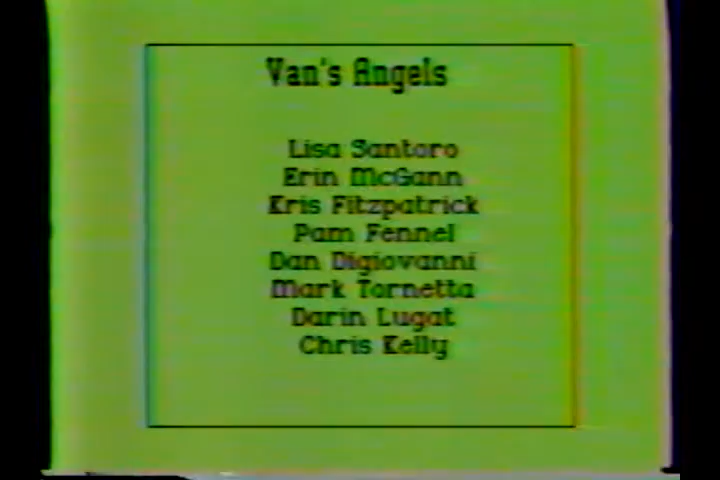 Van's Angels
Lisa Santoro
Erin McGann
Kris Fitzpatrick
Pam Fennel
Dan Digiovanni
Mark Tornetta
Darin Lugat
Chris Kelly